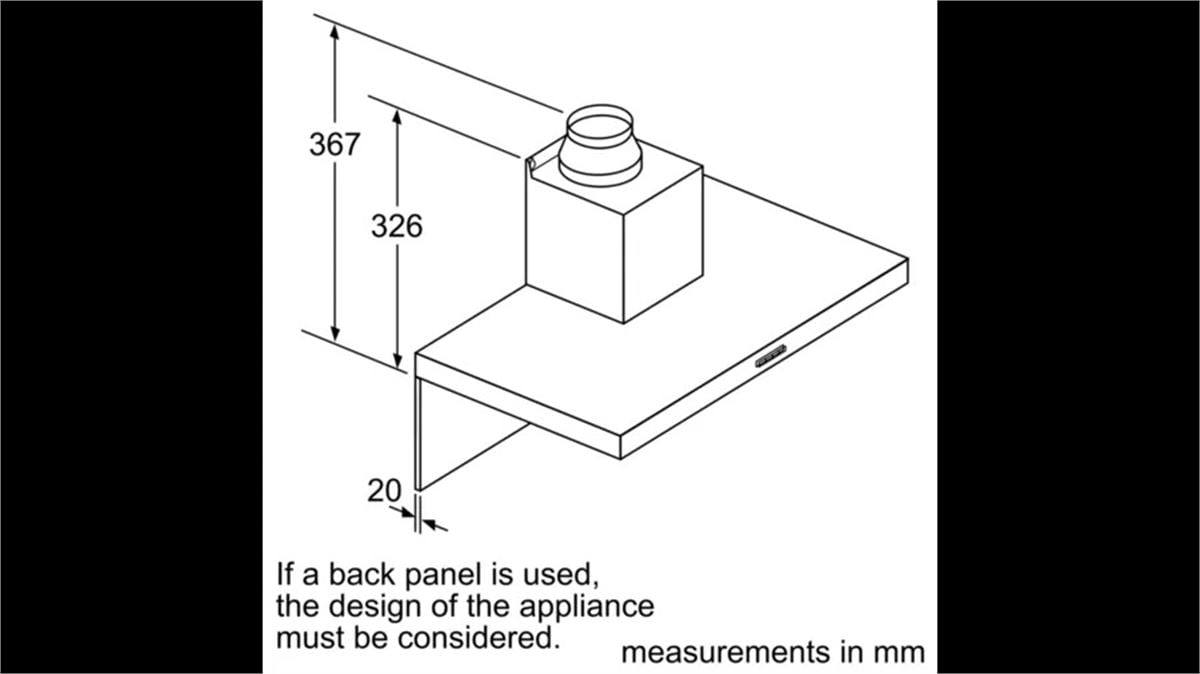 367
326
20
If a back panel is used,
the design of the appliance
must be considered.
measurements in mm